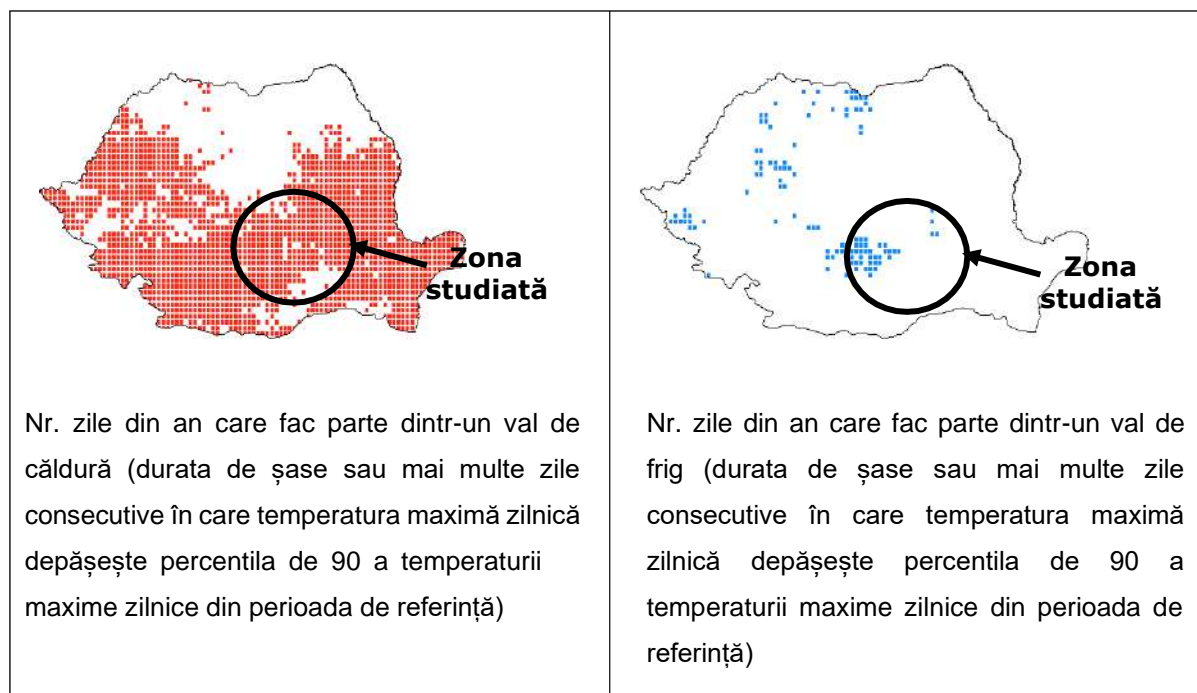 Zona
studiată
Nr. zile din an care fac parte dintr-un val de
căldură (durata de șase sau mai multe zile
consecutive în care temperatura maximă zilnică
depășește percentila de 90 a temperaturii
maxime zilnice din perioada de referință)
Zona
studiată
Nr. zile din an care fac parte dintr-un val de
frig (durata de șase sau mai multe zile
consecutive în care temperatura maximă
zilnică depășește percentila de 90 a
temperaturii maxime zilnice din perioada de
referință)